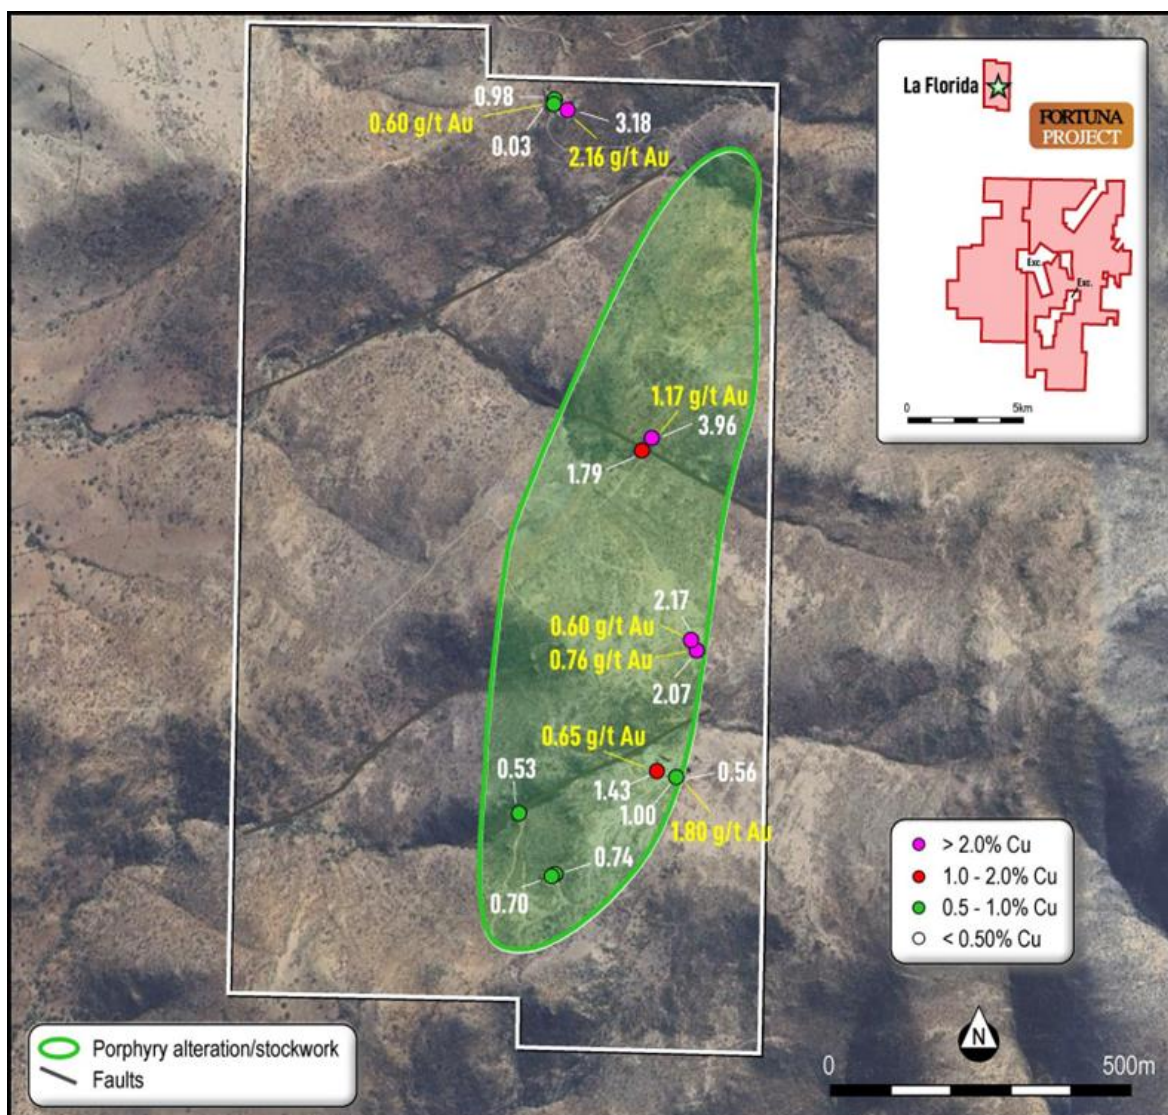 La Florida
FORTUNA
PROJECT
Exc.
Exc.
0 5km
0.98
0.60 g/t Au
0.03
3.18
2.16 g/t Au
1.17 g/t Au
3.96
1.79
2.17
0.60 g/t Au
0.76 g/t Au
2.07
0.65 g/t Au
0.53
1.43
0.56
1.00
1.80 g/t Au
0.74
0.70
> 2.0% Cu
1.0 - 2.0% Cu
0.5 - 1.0% Cu
< 0.50% Cu
Porphyry alteration/stockwork
Faults
N
0 500m